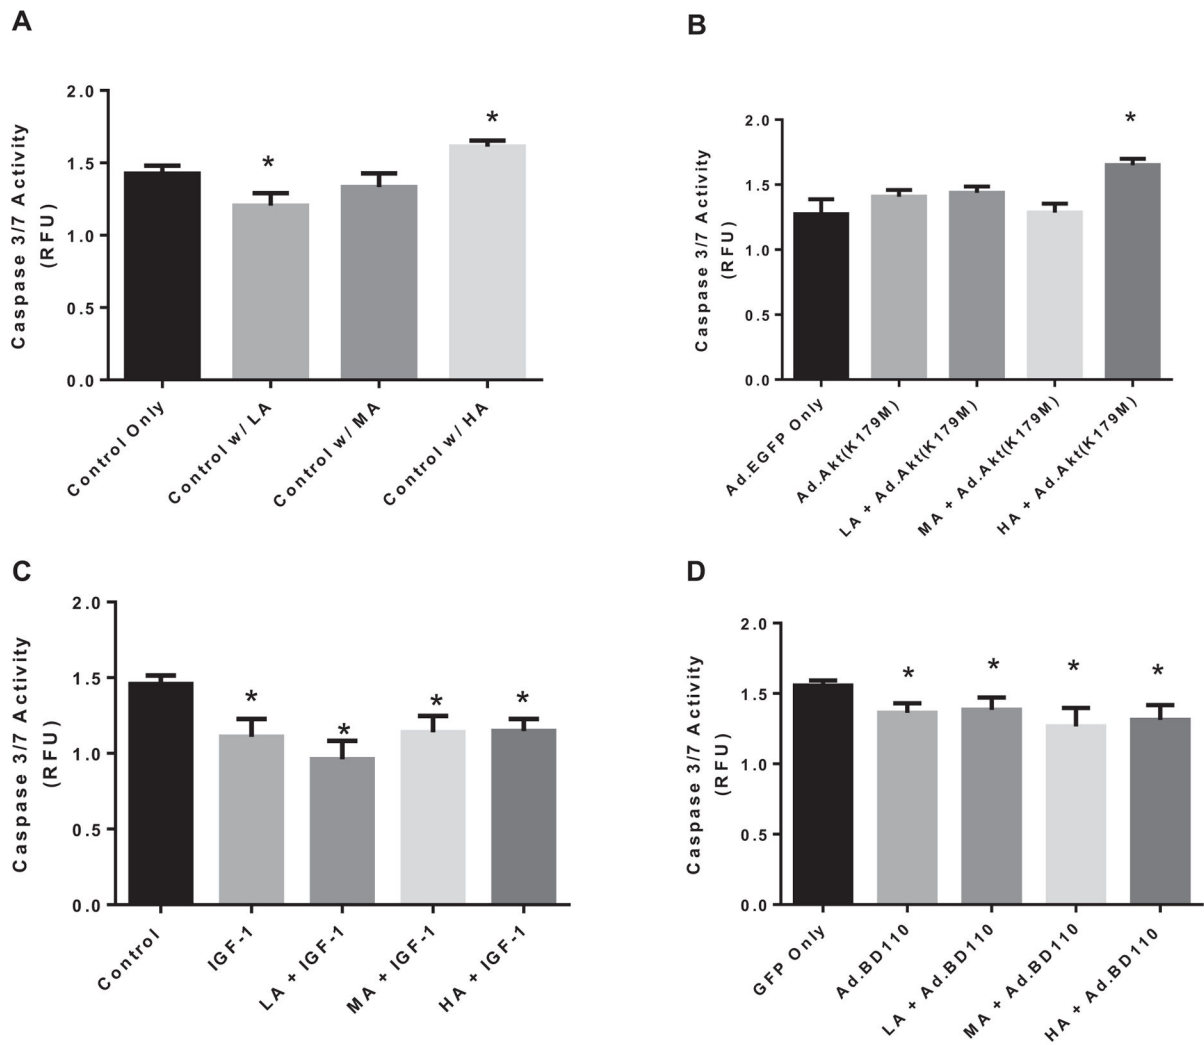 A
Caspase 3/7 Activity
(RFU)
2.0
1.5
1.0
0.5
0.0
*
*
Control Only
Control w/ LA
Control w/ MA
Control w/ HA
B
Caspase 3/7 Activity
(RFU)
2.0
1.5
1.0
0.5
0.0
*
Ad.EGFP Only
Ad.Akt(K179M)
LA + Ad.Akt(K179M)
MA + Ad.Akt(K179M)
HA + Ad.Akt(K179M)
C
Caspase 3/7 Activity
(RFU)
2.0
1.5
1.0
0.5
0.0
*
*
*
*
Control
IGF-1
LA + IGF-1
MA + IGF-1
HA + IGF-1
D
Caspase 3/7 Activity
(RFU)
2.0
1.5
1.0
0.5
0.0
*
*
*
*
GFP Only
Ad.BD110
LA + Ad.BD110
MA + Ad.BD110
HA + Ad.BD110